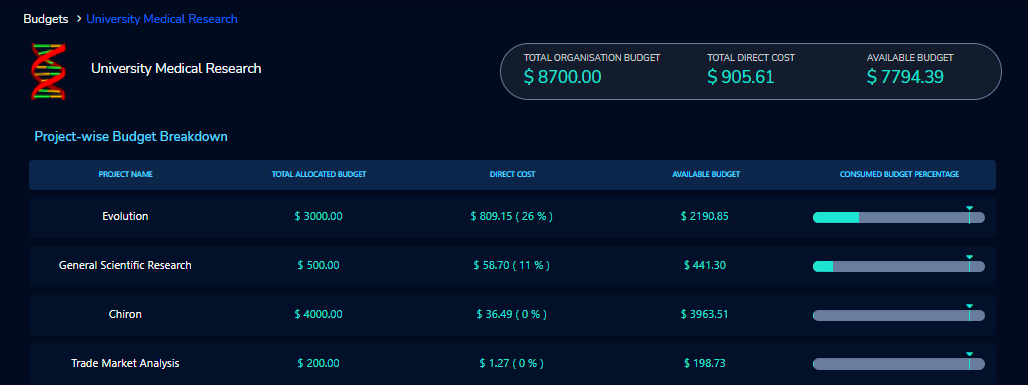 Budgets > University Medical Research
University Medical Research
TOTAL ORGANISATION BUDGET TOTAL DIRECT COST AVAILABLE BUDGET
$ 8700.00 $ 905.61 $ 7794.39
Project-wise Budget Breakdown
PROJECT NAME TOTAL ALLOCATED BUDGET DIRECT COST AVAILABLE BUDGET CONSUMED BUDGET PERCENTAGE
Evolution $ 3000.00 $ 809.15 ( 26 % ) $ 2190.85
General Scientific Research $ 500.00 $ 58.70 ( 11 % ) $ 441.30
Chiron $ 4000.00 $ 36.49 ( 0 % ) $ 3963.51
Trade Market Analysis $ 200.00 $ 1.27 ( 0 % ) $ 198.73